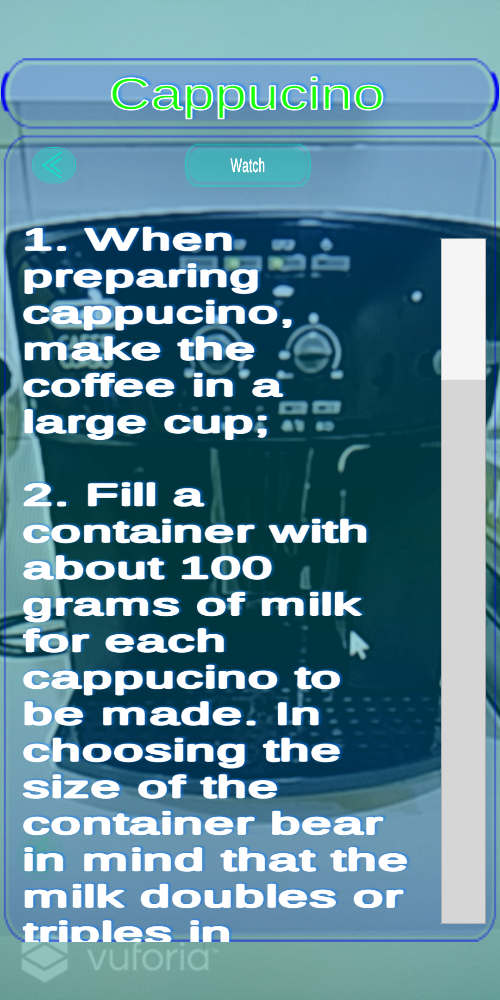 Cappucino
Watch
1. When
preparing
cappucino,
make the
coffee in a
large cup;
2. Fill a
container with
about 100
grams of milk
for each
cappucino to
be made. In
choosing the
size of the
container bear
in mind that the
milk doubles or
triples in
vuforia™